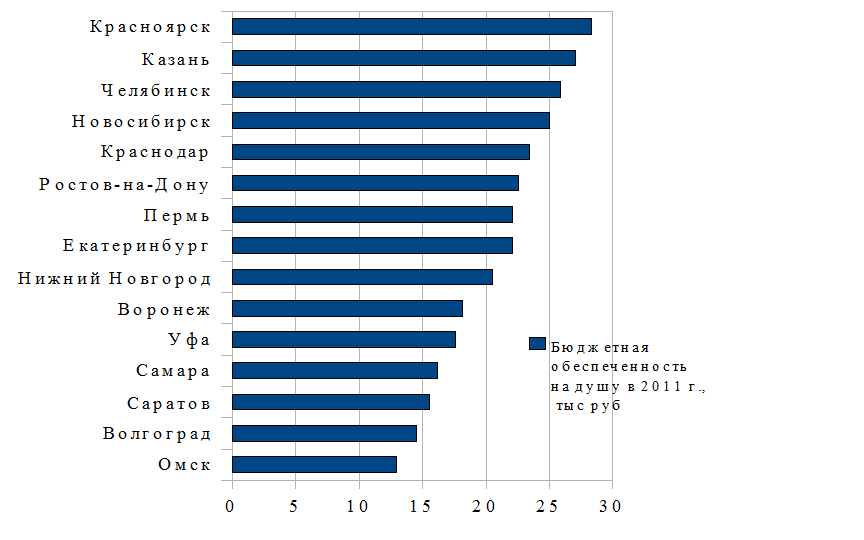 Красноярск
Казань
Челябинск
Новосибирск
Краснодар
Ростов-на-Дону
Пермь
Екатеринбург
Нижний Новгород
Воронеж
Уфа
Самара
Саратов
Волгоград
Омск
Бюджетная
обеспеченность
на душу в 2011 г.,
тыс руб
0 5 10 15 20 25 30